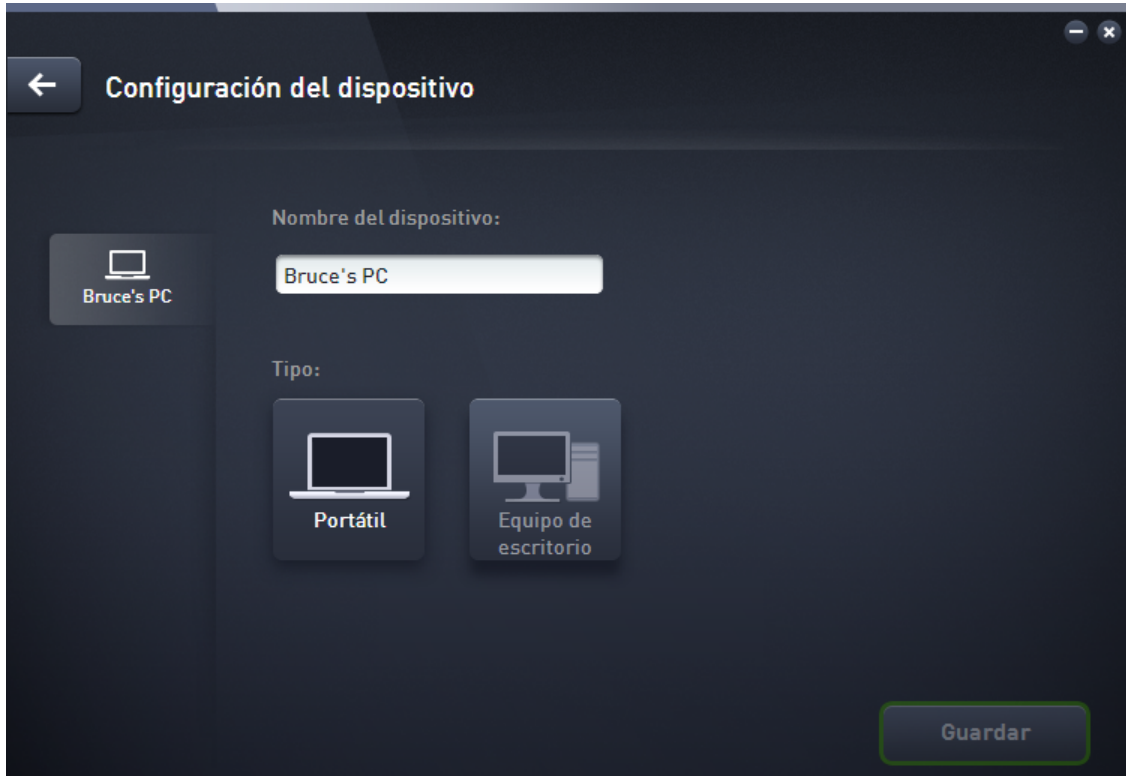 Configuración del dispositivo
Bruce's PC
Nombre del dispositivo:
Bruce's PC
Tipo:
Portátil
Equipo de
escritorio
Guardar